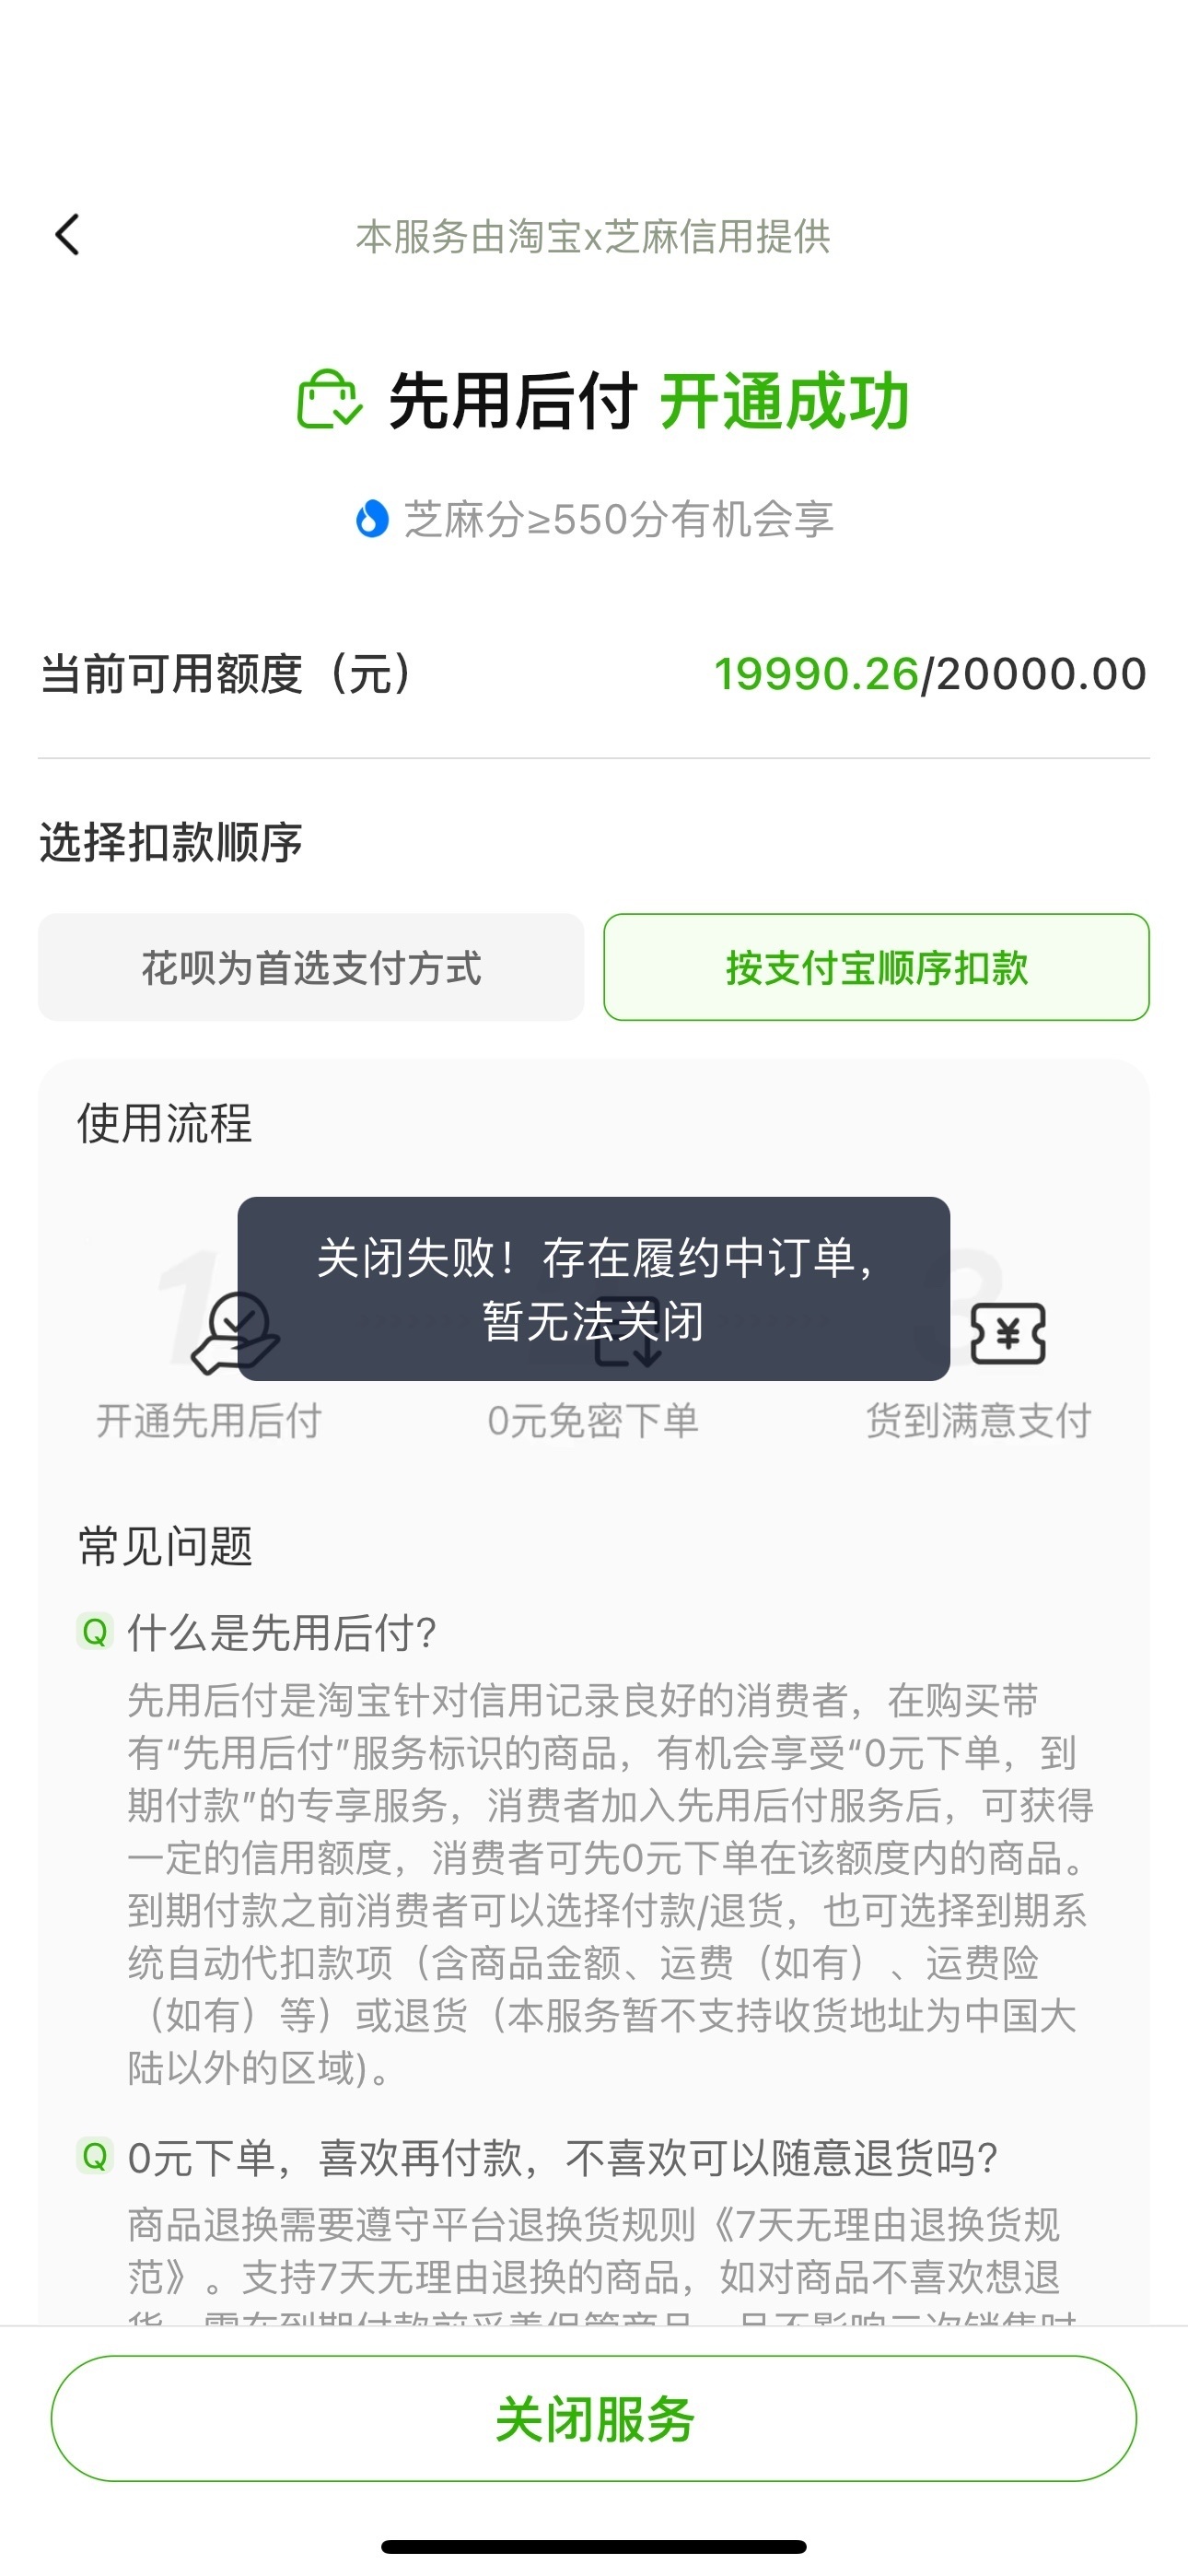 本服务由淘宝x芝麻信用提供
先用后付 开通成功
芝麻分≥550分有机会享
当前可用额度（元） 19990.26/20000.00
选择扣款顺序
花呗为首选支付方式 按支付宝顺序扣款
使用流程
关闭失败！存在履约中订单，
暂无法关闭
1 3
开通先用后付 0元免密下单 货到满意支付
常见问题
Q 什么是先用后付?
先用后付是淘宝针对信用记录良好的消费者，在购买带
有“先用后付”服务标识的商品，有机会享受“0元下单，到
期付款”的专享服务，消费者加入先用后付服务后，可获得
一定的信用额度，消费者可先0元下单在该额度内的商品。
到期付款之前消费者可以选择付款/退货，也可选择到期系
统自动代扣款项（含商品金额、运费（如有）、运费险
（如有）等）或退货（本服务暂不支持收货地址为中国大
陆以外的区域)。
Q 0元下单，喜欢再付款，不喜欢可以随意退货吗?
商品退换需要遵守平台退换货规则《7天无理由退换货规
范》。支持7天无理由退换的商品，如对商品不喜欢想退
关闭服务